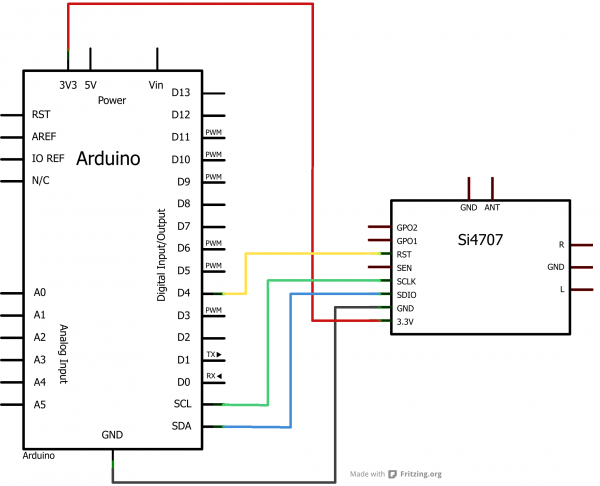 3V3 5V Vin
Power
RST
AREF
IO REF
N/C
Arduino
A0
A1
A2
A3
A4
A5
Analog Input
Digital Input/Output
D13
D12
D11 PWM
D10 PWM
D9 PWM
D8
D7
D6 PWM
D5 PWM
D4
D3 PWM
D2
D1 TX▶
D0 RX◀
SCL
SDA
GND
Arduino
GND ANT
Si4707
GPO2
GPO1
RST
SEN
SCLK
SDIO
GND
3.3V
R
GND
L
Made with Fritzing.org